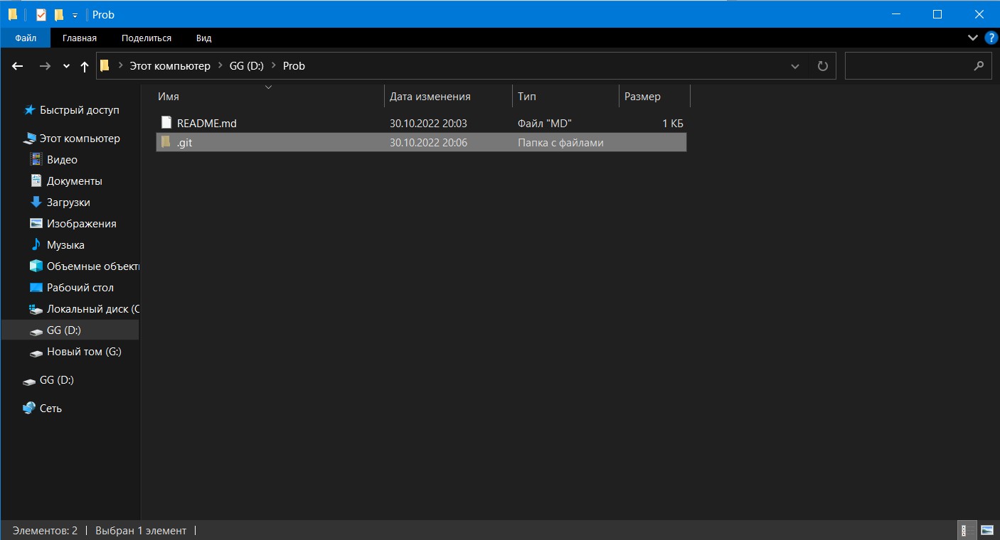 Prob
Файл Главная Поделиться Вид
Этот компьютер GG (D:) Prob
Имя Дата изменения Тип Размер
README.md 30.10.2022 20:03 Файл "MD" 1 КБ
.git 30.10.2022 20:06 Папка с файлами
Быстрый доступ
Этот компьютер
Видео
Документы
Загрузки
Изображения
Музыка
Объемные объекты
Рабочий стол
Локальный диск (C
GG (D:)
Новый том (G:)
GG (D:)
Сеть
Элементов: 2 Выбран 1 элемент